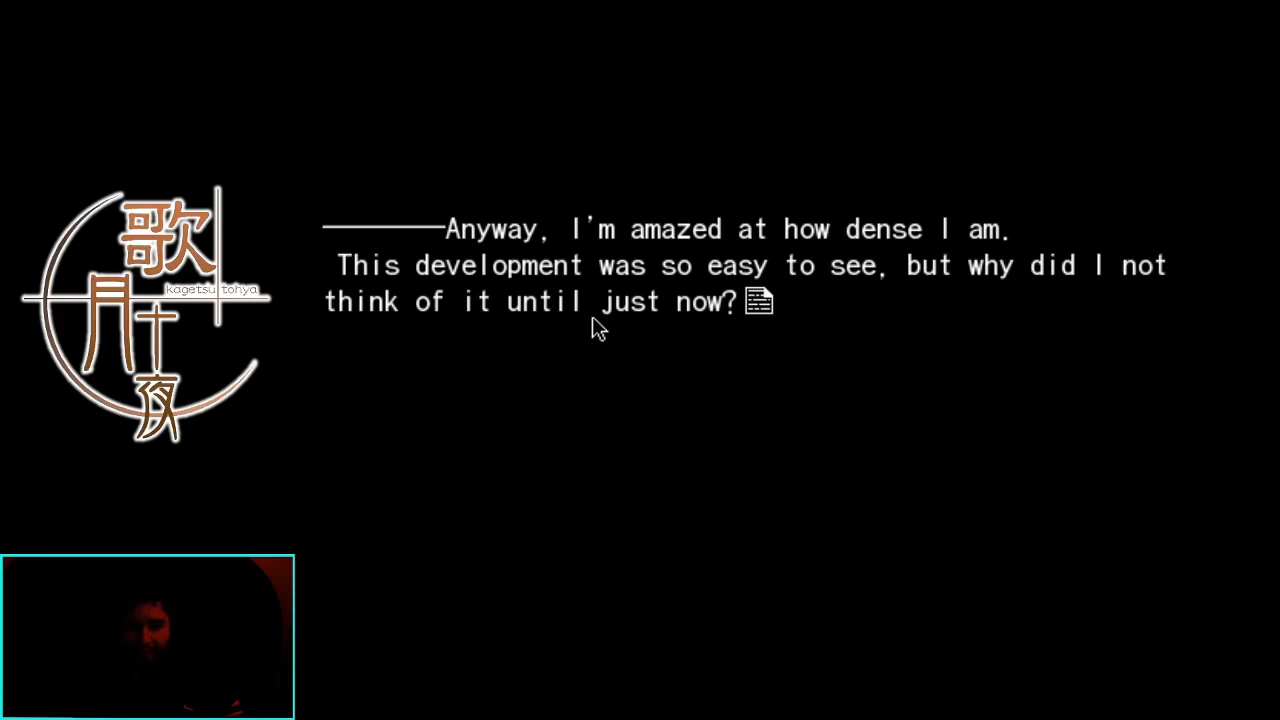 歌月十夜
kagetsu tohya
――――Anyway, I'm amazed at how dense I am.
This development was so easy to see, but why did I not
think of it until just now?